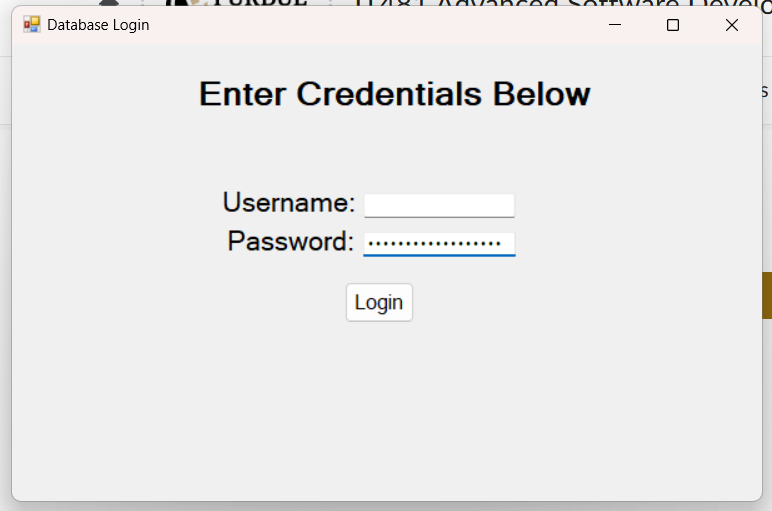 Database Login
Enter Credentials Below
Username:
Password: ••••••••••••••••••
Login